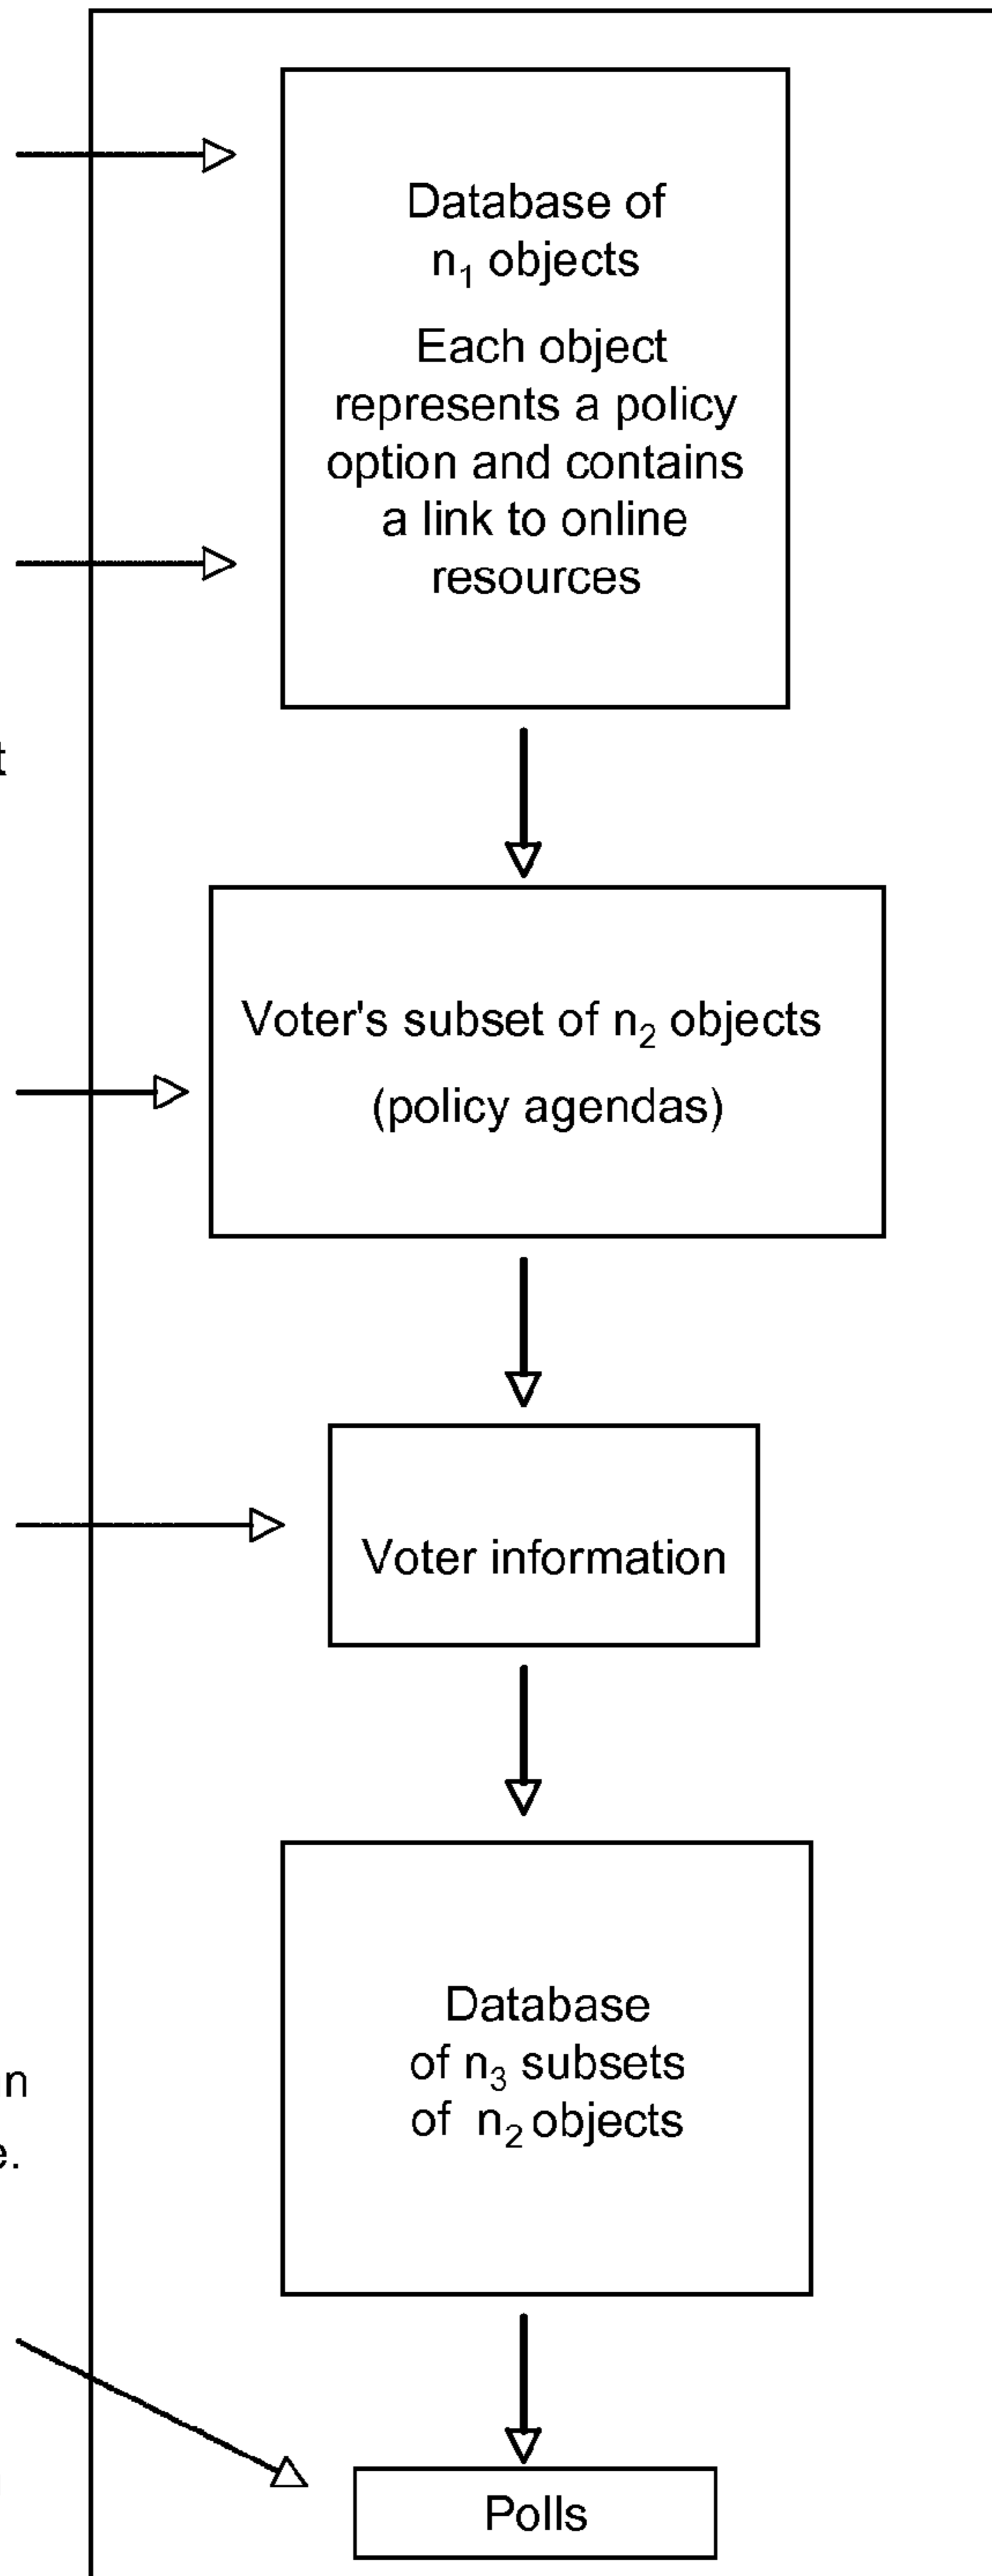 Database of
n₁ objects
Each object
represents a policy
option and contains
a link to online
resources
Voter's subset of n₂ objects
(policy agendas)
Voter information
Database
of n₃ subsets
of n₂ objects
Polls